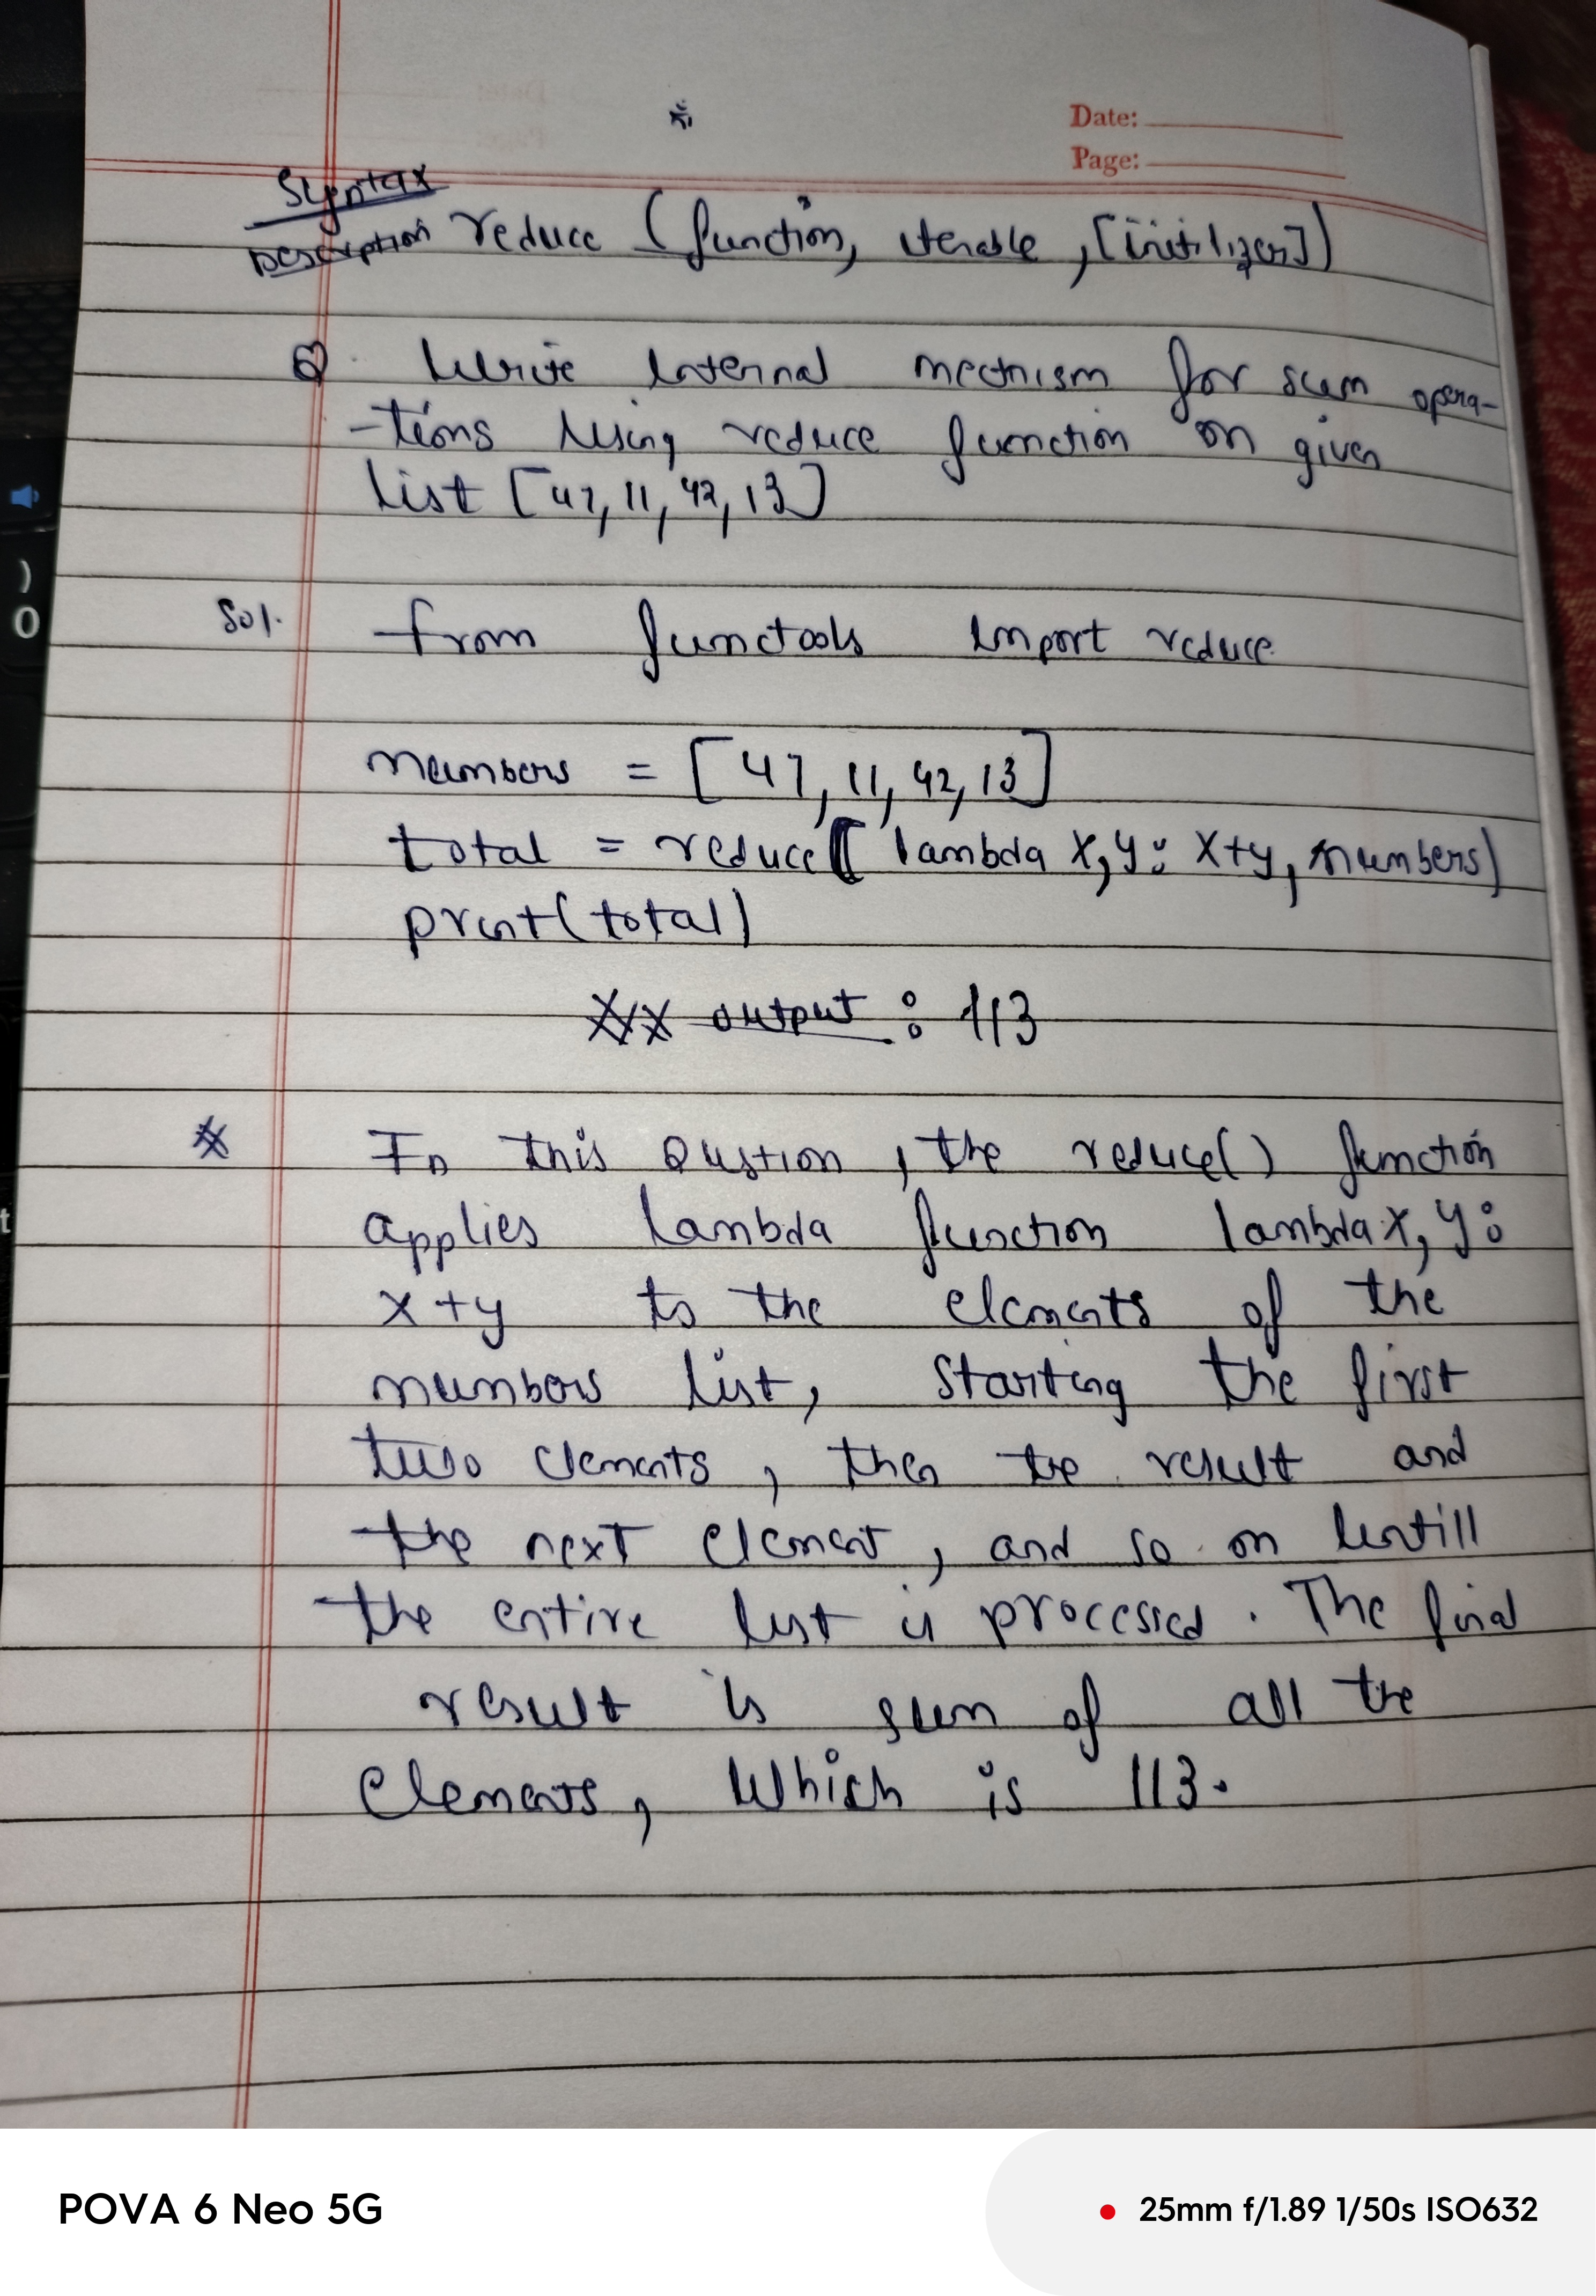 Date:
Page:
Syntax
Description reduce (function, iterable, [initilizer])
Q. Write Internal mechnism for sum opera-
-tions using reduce function on given
list [47, 11, 42, 13]
Sol. from functools import reduce
numbers = [47, 11, 42, 13]
total = reduce( lambda x, y: x+y, numbers)
print(total)
output : 113
* In this Qustion, the reduce() function
applies lambda function lambda x, y:
x+y to the elements of the
numbers list, starting the first
two elements, then the result and
the next element, and so on untill
the entire list is processed. The final
result is sum of all the
elements, which is 113.
POVA 6 Neo 5G
25mm f/1.89 1/50s ISO632